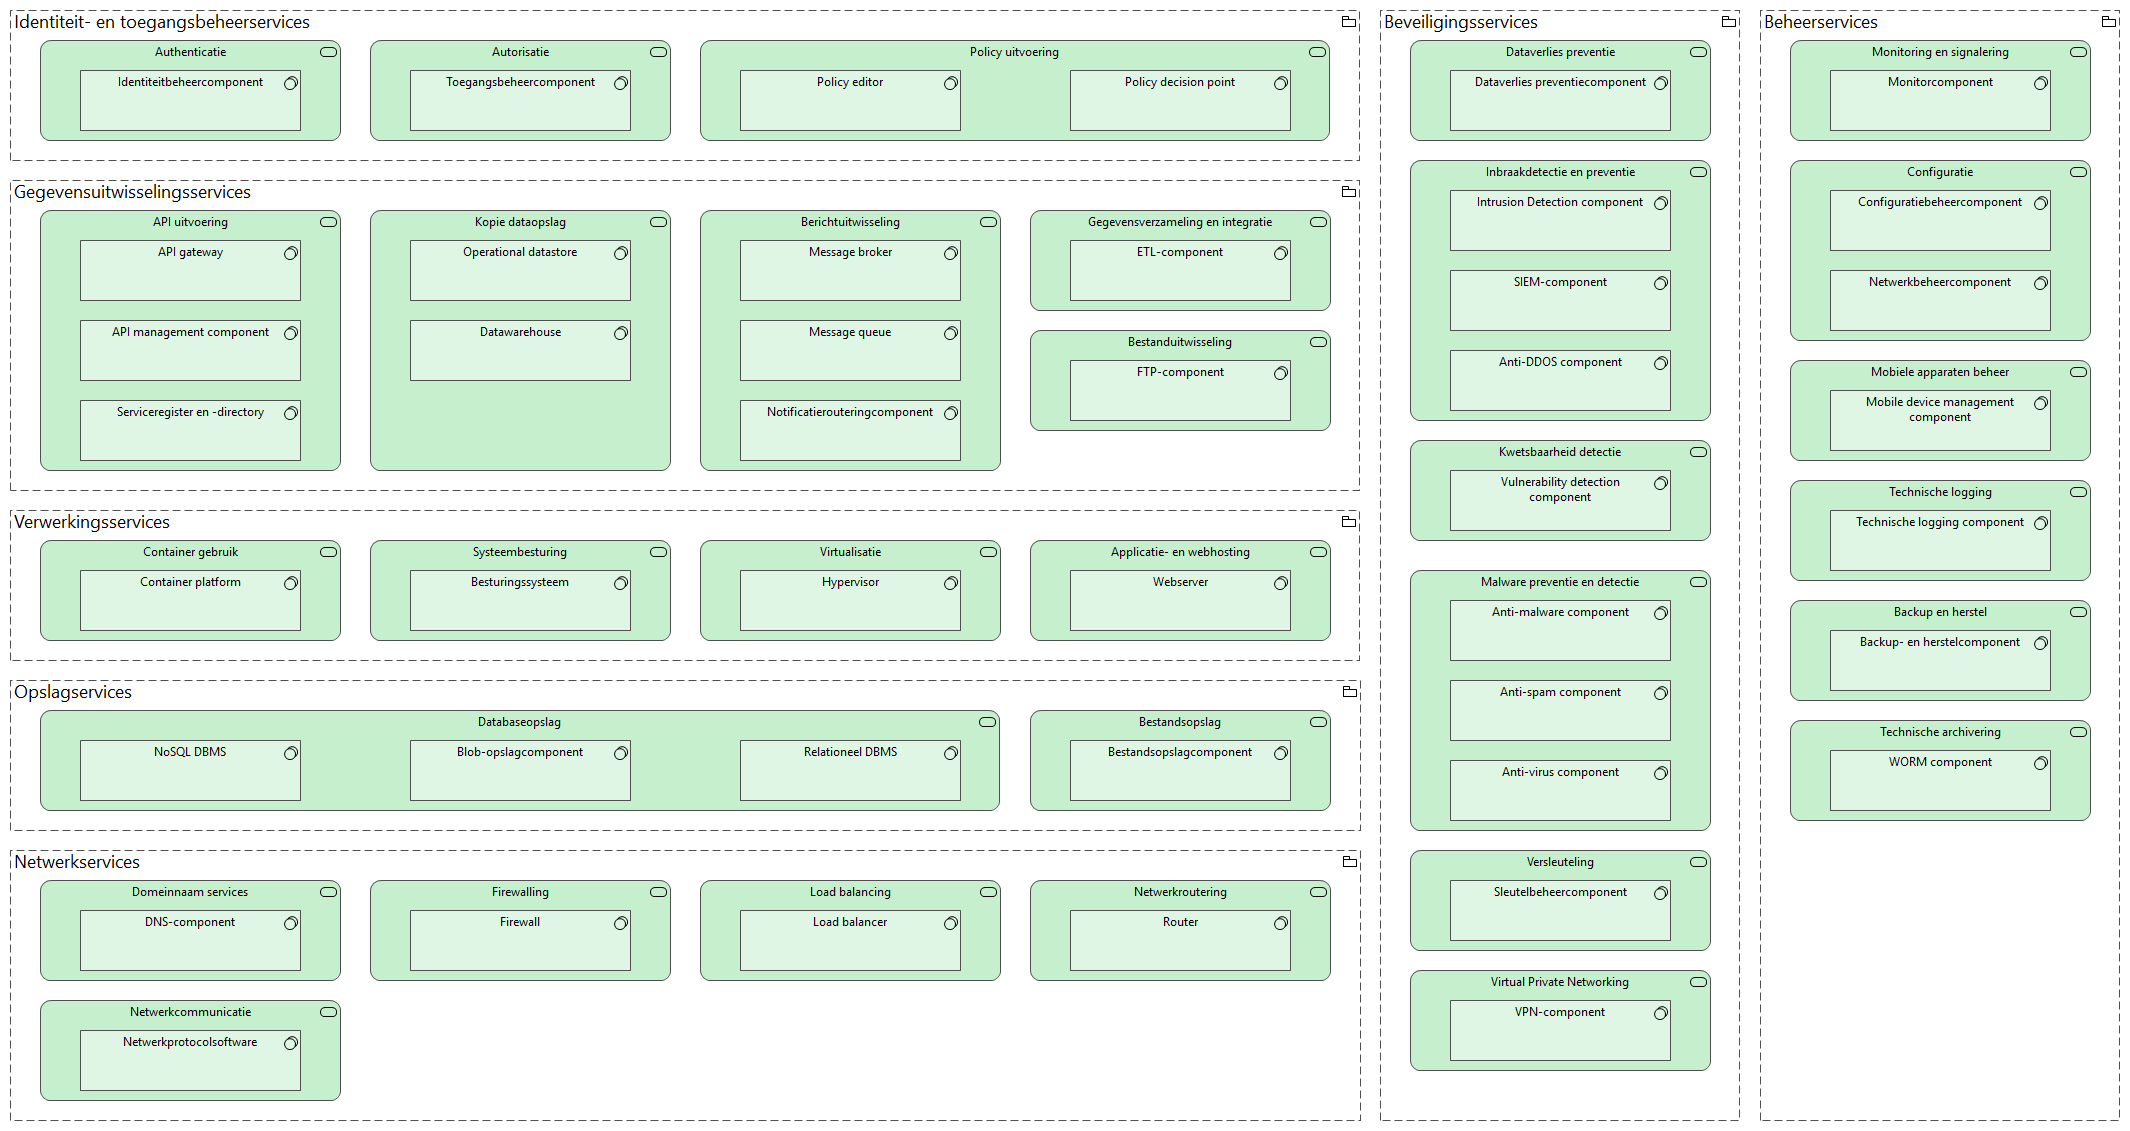 Identiteit- en toegangsbeheerservices
Authenticatie
Identiteitbeheercomponent
Autorisatie
Toegangsbeheercomponent
Policy uitvoering
Policy editor
Policy decision point
Gegevensuitwisselingsservices
API uitvoering
API gateway
API management component
Serviceregister en -directory
Kopie dataopslag
Operational datastore
Datawarehouse
Berichtuitwisseling
Message broker
Message queue
Notificatierouteringcomponent
Gegevensverzameling en integratie
ETL-component
Bestanduitwisseling
FTP-component
Verwerkingsservices
Container gebruik
Container platform
Systeembesturing
Besturingssysteem
Virtualisatie
Hypervisor
Applicatie- en webhosting
Webserver
Opslagservices
Databaseopslag
NoSQL DBMS
Blob-opslagcomponent
Relationeel DBMS
Bestandsopslag
Bestandsopslagcomponent
Netwerkservices
Domeinnaam services
DNS-component
Firewalling
Firewall
Load balancing
Load balancer
Netwerkroutering
Router
Netwerkcommunicatie
Netwerkprotocolsoftware
Beveiligingsservices
Dataverlies preventie
Dataverlies preventiecomponent
Inbraakdetectie en preventie
Intrusion Detection component
SIEM-component
Anti-DDOS component
Kwetsbaarheid detectie
Vulnerability detection
component
Malware preventie en detectie
Anti-malware component
Anti-spam component
Anti-virus component
Versleuteling
Sleutelbeheercomponent
Virtual Private Networking
VPN-component
Beheerservices
Monitoring en signalering
Monitorcomponent
Configuratie
Configuratiebeheercomponent
Netwerkbeheercomponent
Mobiele apparaten beheer
Mobile device management
component
Technische logging
Technische logging component
Backup en herstel
Backup- en herstelcomponent
Technische archivering
WORM component